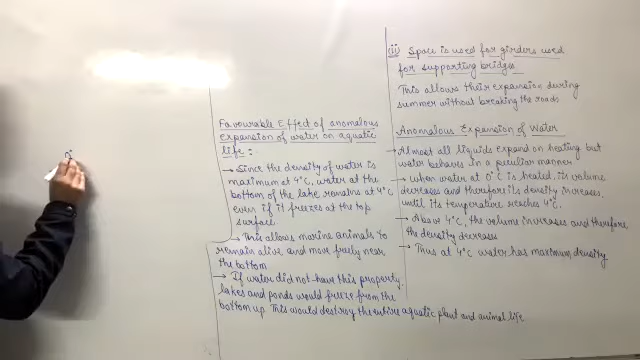 (ii) Space is used for girders used
for supporting bridges
This allows their expansion during
summer without breaking the roads
Anomalous Expansion of Water
→ Almost all liquids expand on heating but
water behaves in a peculiar manner
→ When water at 0°C is heated, its volume
decreases and therefore its density increases
until its temperature reaches 4°C.
→ Above 4°C, the volume increases and therefore
the density decreases
→ Thus at 4°C water has maximum density
Favourable Effect of anomalous
expansion of water on aquatic
life :-
→ Since the density of water is
maximum at 4°C, water at the
bottom of the lake remains at 4°C
even if it freezes at the top
surface.
→ This allows marine animals to
remain alive and move freely near
the bottom
→ If water did not have this property,
lakes and ponds would freeze from the
bottom up. This would destroy the entire aquatic plant and animal life